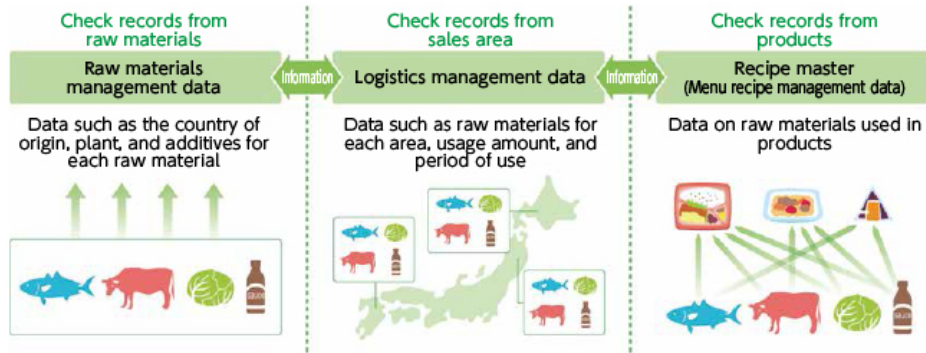 Check records from
raw materials
Raw materials
management data
Data such as the country of
origin, plant, and additives for
each raw material
Information
Check records from
sales area
Logistics management data
Data such as raw materials for
each area, usage amount, and
period of use
Information
Check records from
products
Recipe master
(Menu recipe management data)
Data on raw materials used in
products